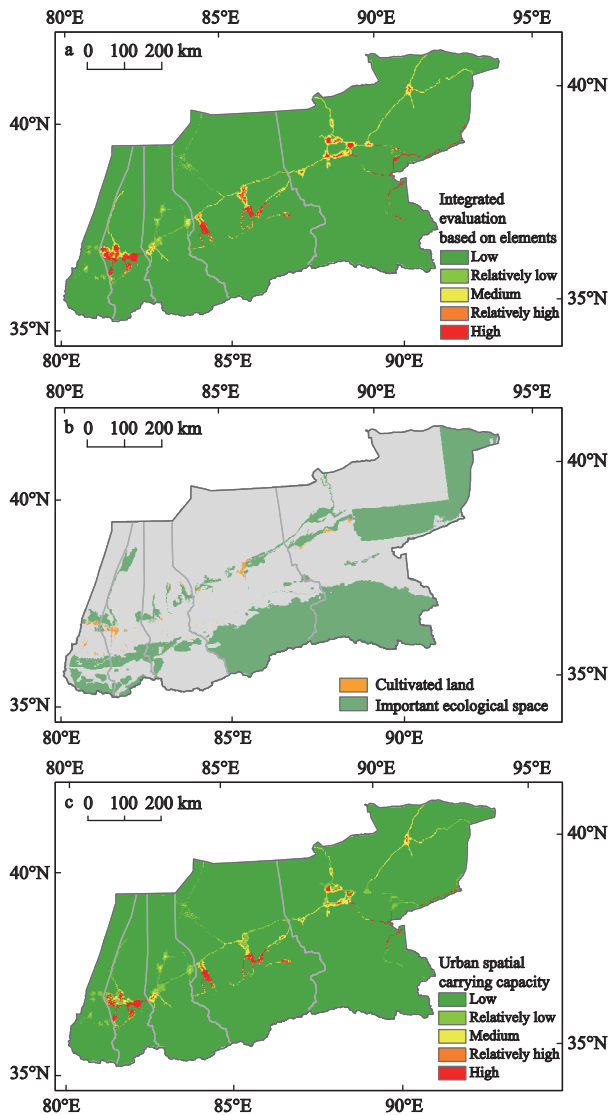 80°E 85°E 90°E 95°E
a 0 100 200 km
40°N
40°N
Integrated
evaluation
based on elements
Low
Relatively low
Medium
Relatively high
High
35°N
35°N
80°E 85°E 90°E
80°E 85°E 90°E 95°E
b 0 100 200 km
40°N
40°N
Cultivated land
Important ecological space
35°N
35°N
80°E 85°E 90°E
80°E 85°E 90°E 95°E
c 0 100 200 km
40°N
40°N
Urban spatial
carrying capacity
Low
Relatively low
Medium
Relatively high
High
35°N
35°N
80°E 85°E 90°E